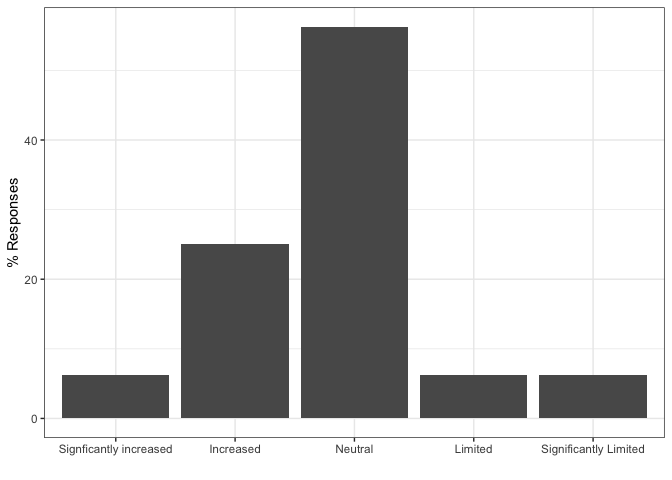 % Responses
40
20
0
Signficantly increased
Increased
Neutral
Limited
Significantly Limited